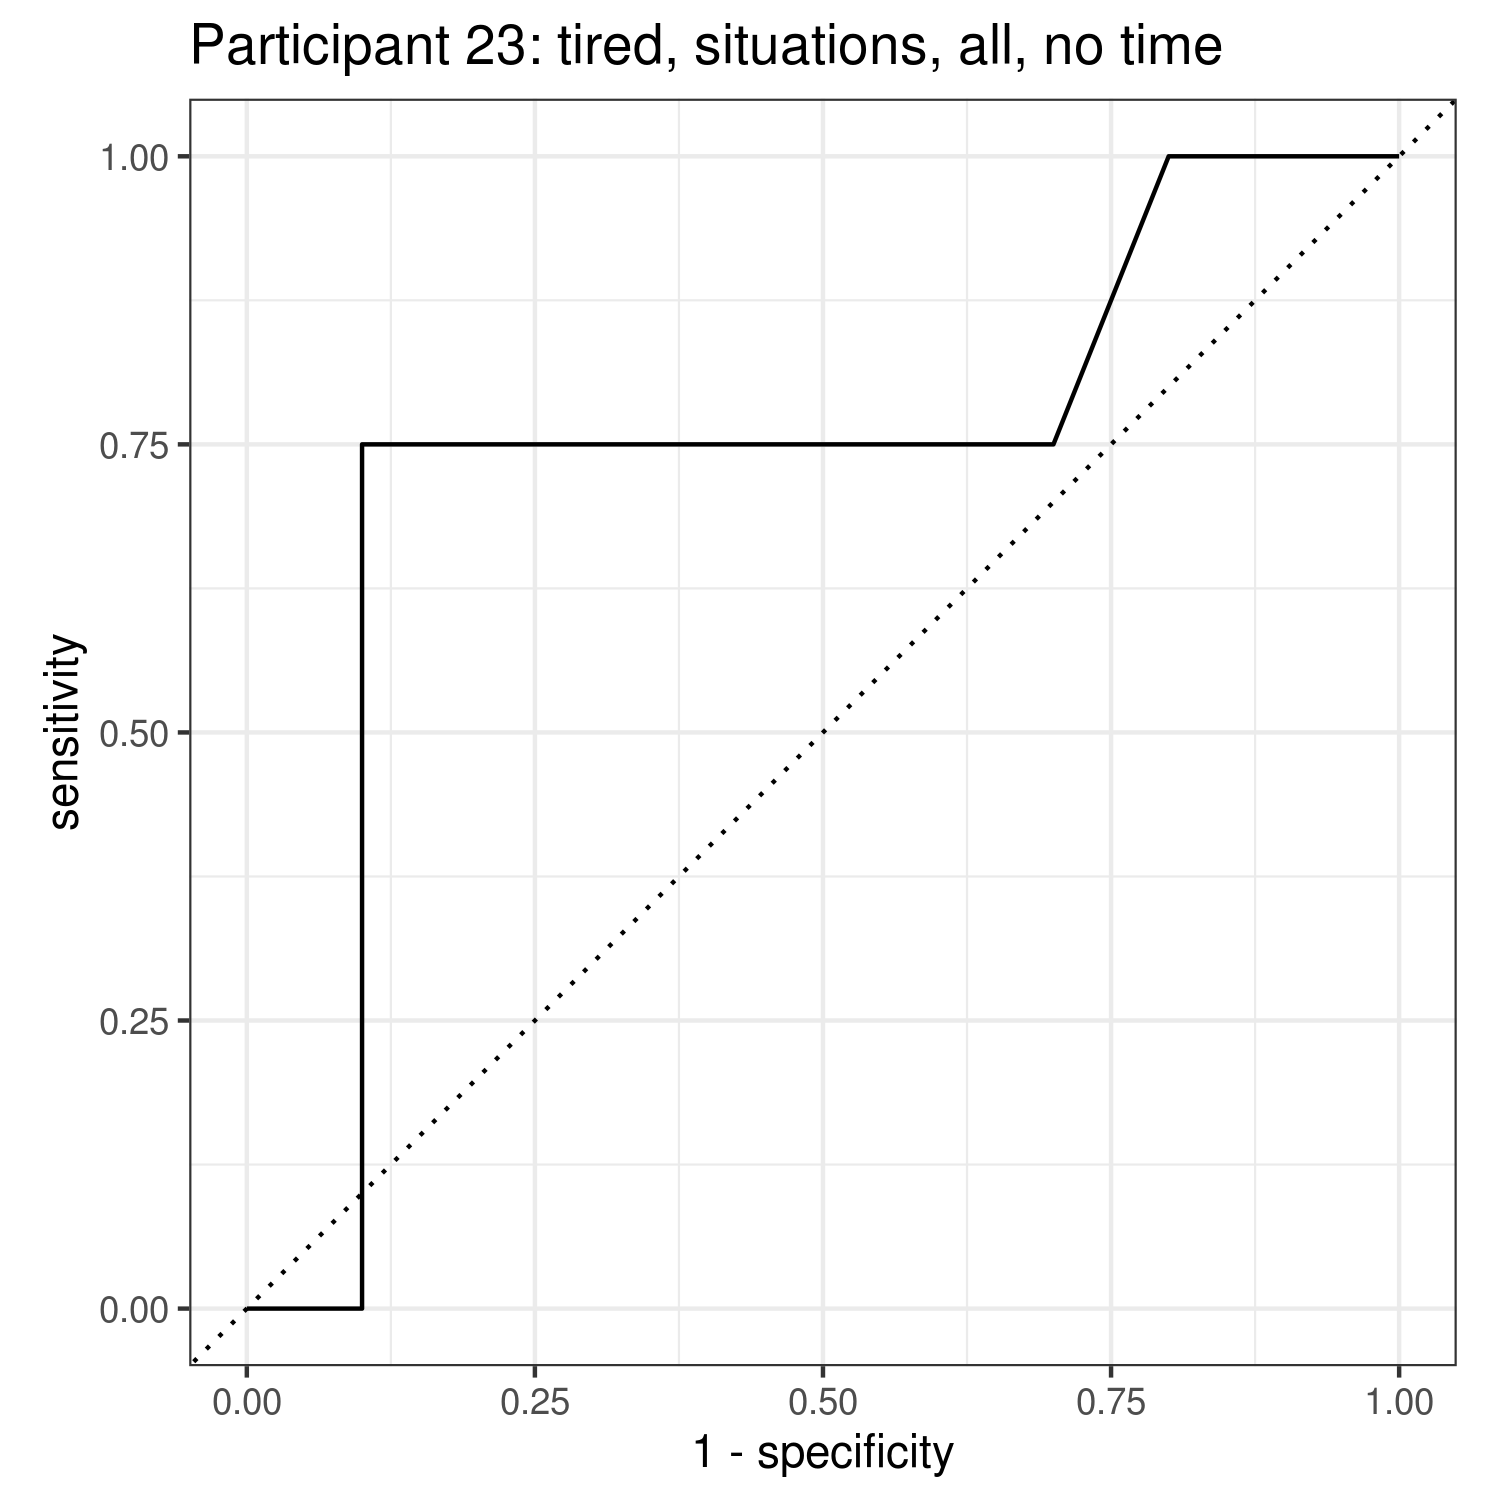 Participant 23: tired, situations, all, no time
1.00
0.75
0.50
0.25
0.00
sensitivity
0.00 0.25 0.50 0.75 1.00
1 - specificity